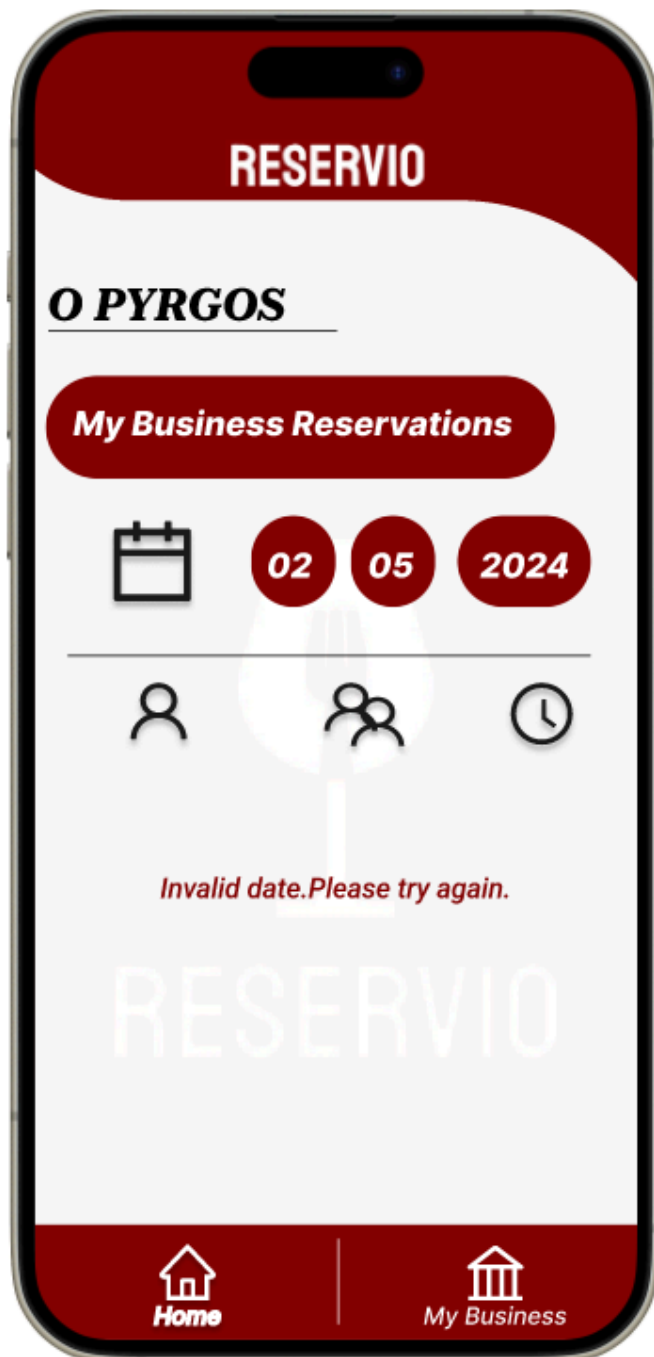 RESERVIO
O PYRGOS
My Business Reservations
02 05 2024
Invalid date.Please try again.
RESERVIO
Home My Business